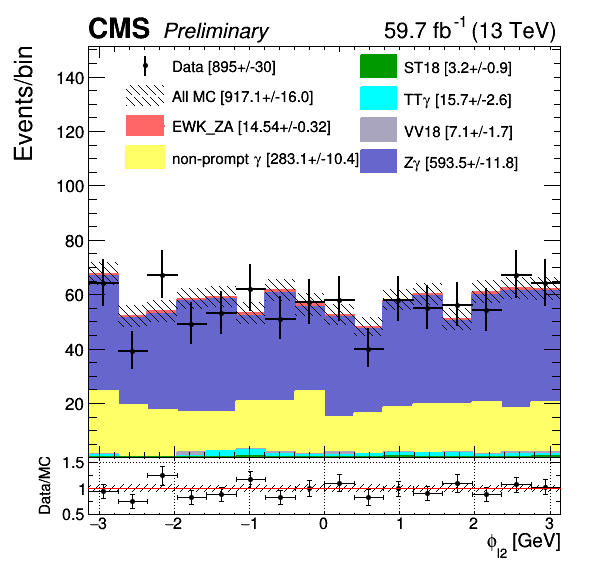 CMS Preliminary 59.7 fb⁻¹ (13 TeV)
Events/bin
Data [895+/-30]
All MC [917.1+/-16.0]
EWK_ZA [14.54+/-0.32]
non-prompt γ [283.1+/-10.4]
ST18 [3.2+/-0.9]
TTγ [15.7+/-2.6]
VV18 [7.1+/-1.7]
Zγ [593.5+/-11.8]
140
120
100
80
60
40
20
Data/MC
1.5
1
0.5
−3 −2 −1 0 1 2 3
ϕ_l2 [GeV]